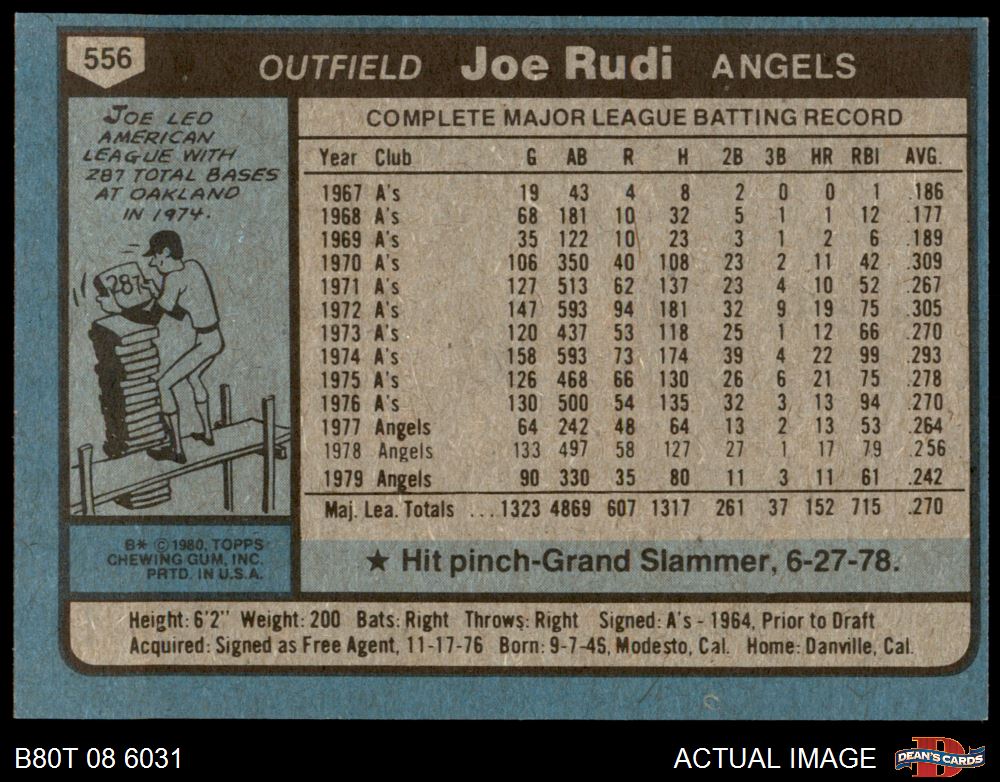 556
OUTFIELD Joe Rudi ANGELS
JOE LED
AMERICAN
LEAGUE WITH
287 TOTAL BASES
AT OAKLAND
IN 1974.
287
B* © 1980, TOPPS
CHEWING GUM, INC.
PRTD. IN U.S.A.
COMPLETE MAJOR LEAGUE BATTING RECORD
Year Club G AB R H 2B 3B HR RBI AVG.
1967 A's 19 43 4 8 2 0 0 1 .186
1968 A's 68 181 10 32 5 1 1 12 .177
1969 A's 35 122 10 23 3 1 2 6 .189
1970 A's 106 350 40 108 23 2 11 42 .309
1971 A's 127 513 62 137 23 4 10 52 .267
1972 A's 147 593 94 181 32 9 19 75 .305
1973 A's 120 437 53 118 25 1 12 66 .270
1974 A's 158 593 73 174 39 4 22 99 .293
1975 A's 126 468 66 130 26 6 21 75 .278
1976 A's 130 500 54 135 32 3 13 94 .270
1977 Angels 64 242 48 64 13 2 13 53 .264
1978 Angels 133 497 58 127 27 1 17 79 .256
1979 Angels 90 330 35 80 11 3 11 61 .242
Maj. Lea. Totals ... 1323 4869 607 1317 261 37 152 715 .270
★ Hit pinch-Grand Slammer, 6-27-78.
Height: 6'2" Weight: 200 Bats: Right Throws: Right Signed: A's - 1964, Prior to Draft
Acquired: Signed as Free Agent, 11-17-76 Born: 9-7-45, Modesto, Cal. Home: Danville, Cal.
B80T 08 6031
ACTUAL IMAGE
D
DEAN'S CARDS